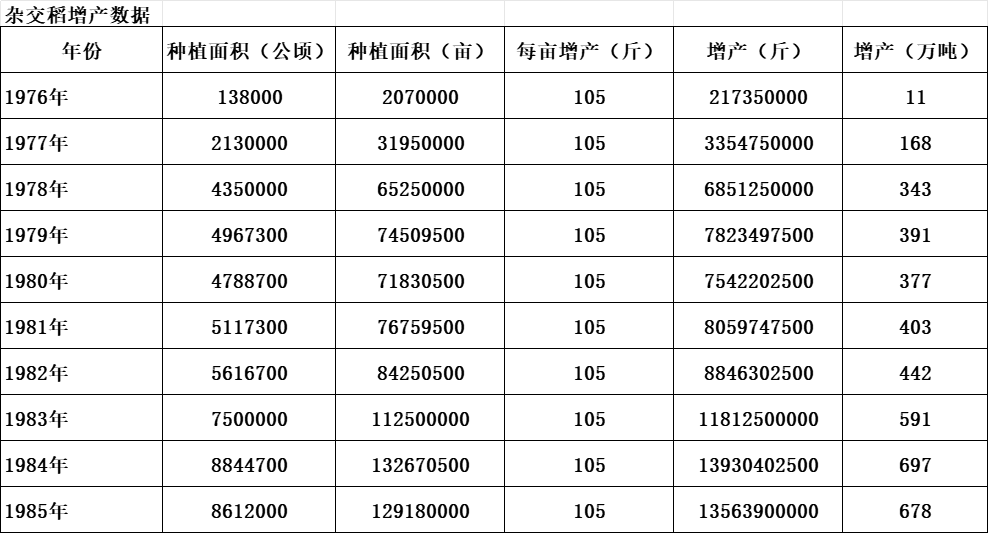 杂交稻增产数据
年份 种植面积（公顷） 种植面积（亩） 每亩增产（斤） 增产（斤） 增产（万吨）
1976年 138000 2070000 105 217350000 11
1977年 2130000 31950000 105 3354750000 168
1978年 4350000 65250000 105 6851250000 343
1979年 4967300 74509500 105 7823497500 391
1980年 4788700 71830500 105 7542202500 377
1981年 5117300 76759500 105 8059747500 403
1982年 5616700 84250500 105 8846302500 442
1983年 7500000 112500000 105 11812500000 591
1984年 8844700 132670500 105 13930402500 697
1985年 8612000 129180000 105 13563900000 678